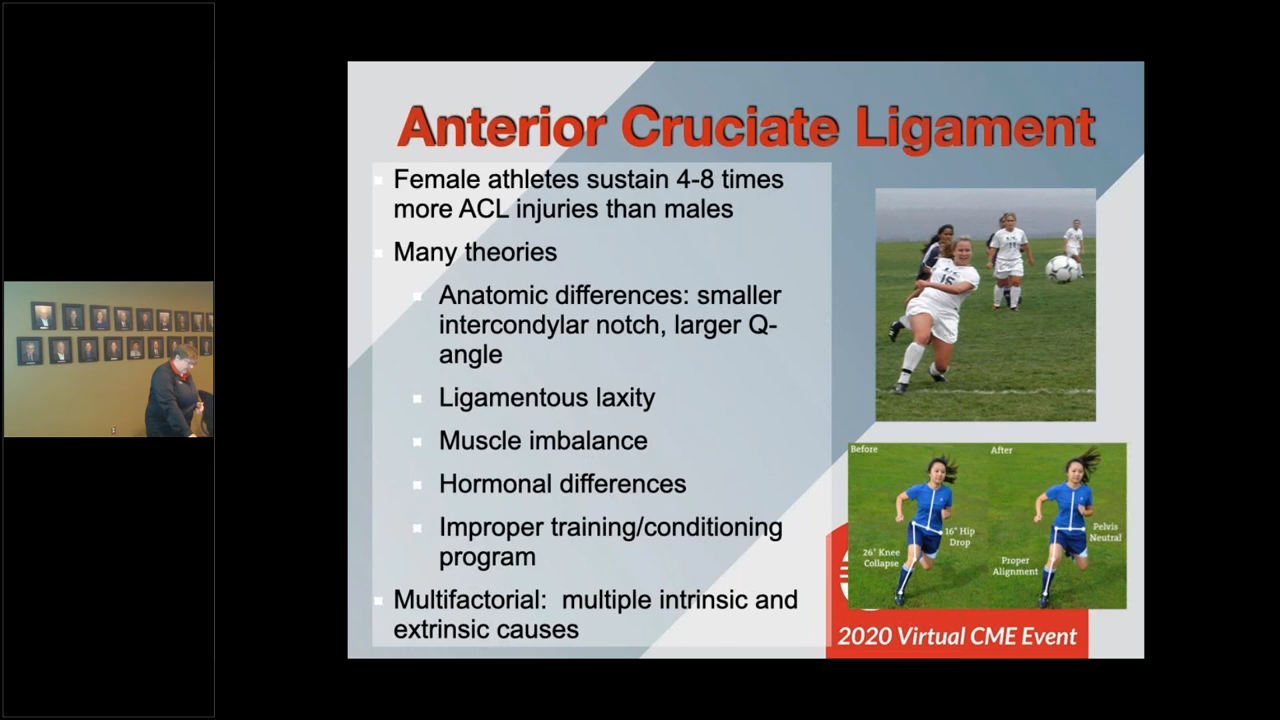 Anterior Cruciate Ligament
Female athletes sustain 4-8 times
more ACL injuries than males
Many theories
Anatomic differences: smaller
intercondylar notch, larger Q-
angle
Ligamentous laxity
Muscle imbalance
Hormonal differences
Improper training/conditioning
program
Multifactorial:  multiple intrinsic and
extrinsic causes
Before
16° Hip
Drop
26° Knee
Collapse
After
Pelvis
Neutral
Proper
Alignment
2020 Virtual CME Event